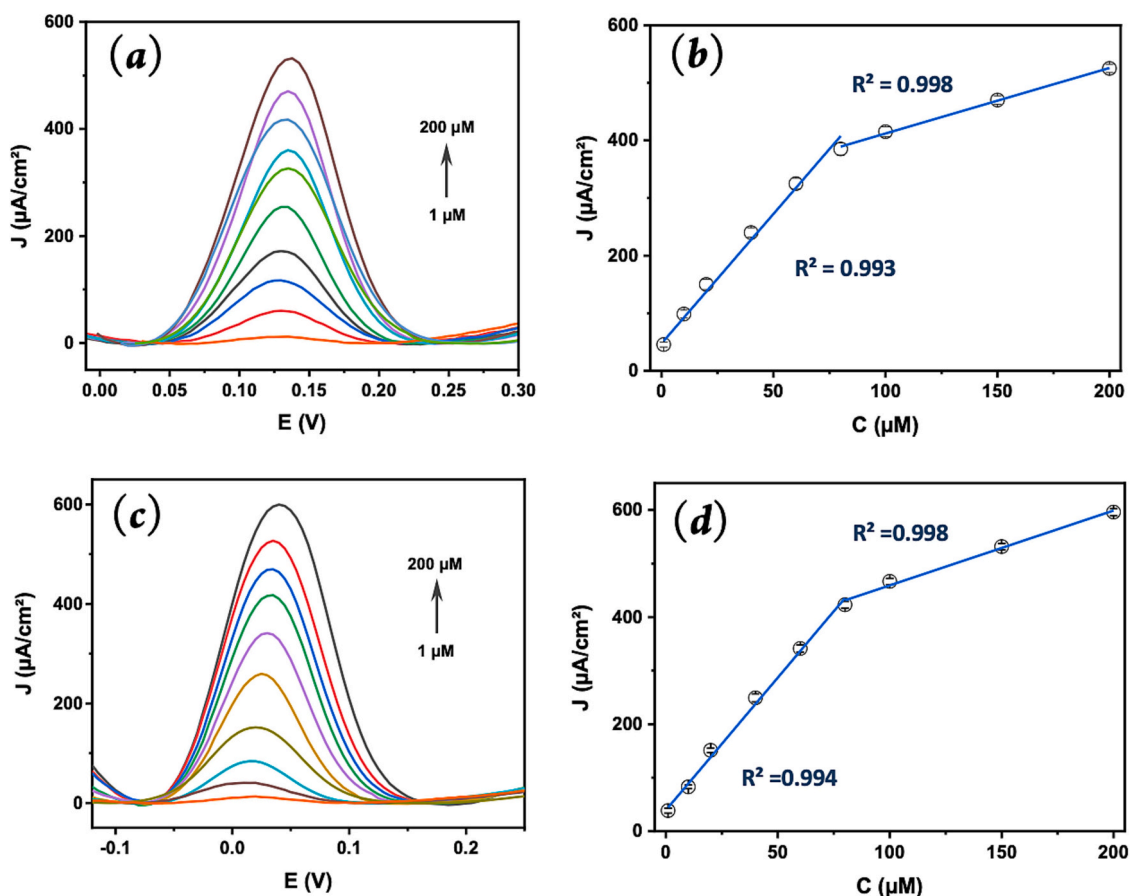 (a)
600
400
200
0
J (µA/cm²)
200 µM
1 µM
0.00 0.05 0.10 0.15 0.20 0.25 0.30
E (V)
(b)
600
400
200
0
J (µA/cm²)
R² = 0.998
R² = 0.993
0 50 100 150 200
C (µM)
(c)
600
400
200
0
J (µA/cm²)
200 µM
1 µM
-0.1 0.0 0.1 0.2
E (V)
(d)
600
400
200
0
J (µA/cm²)
R² =0.998
R² =0.994
0 50 100 150 200
C (µM)